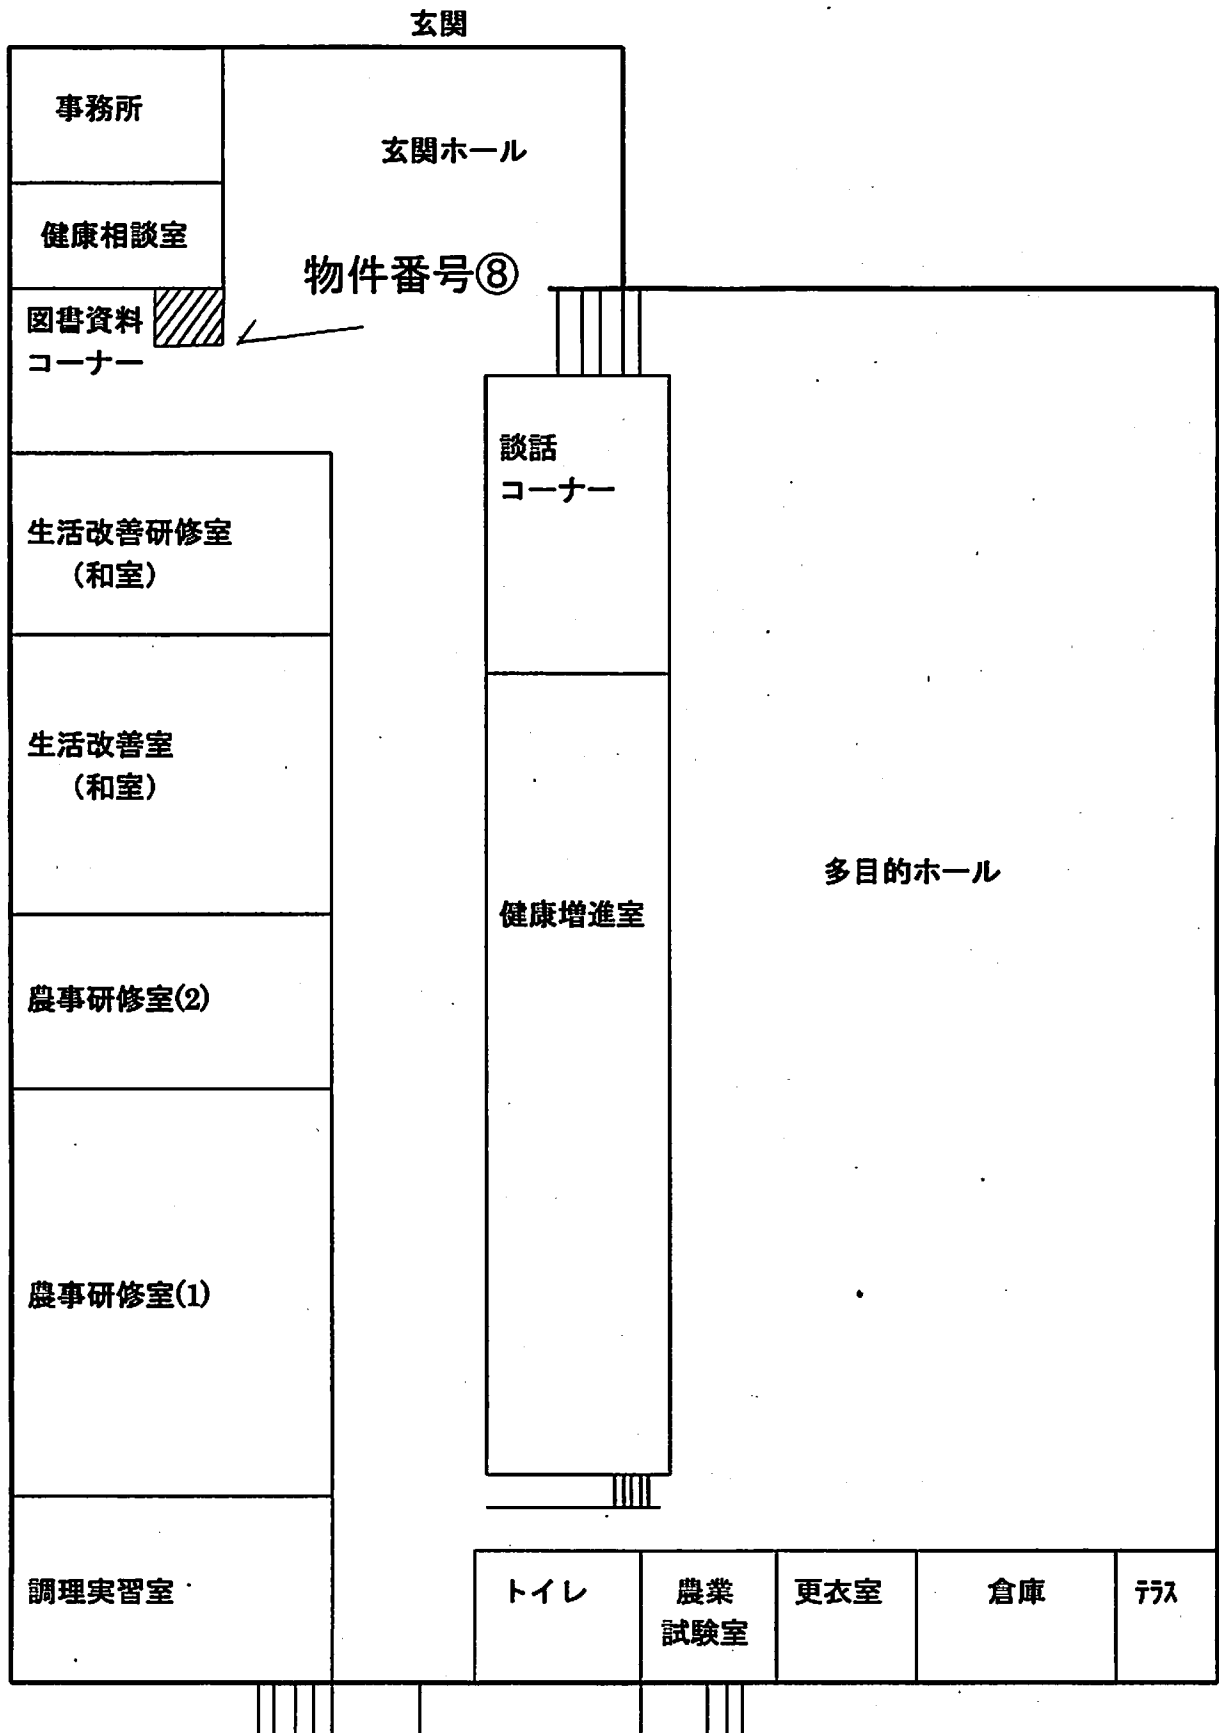 玄関
事務所
玄関ホール
健康相談室
物件番号⑧
図書資料
コーナー
談話
コーナー
生活改善研修室
（和室）
生活改善室
（和室）
多目的ホール
健康増進室
農事研修室(2)
農事研修室(1)
調理実習室
トイレ
農業
試験室
更衣室
倉庫
ﾃﾗｽ